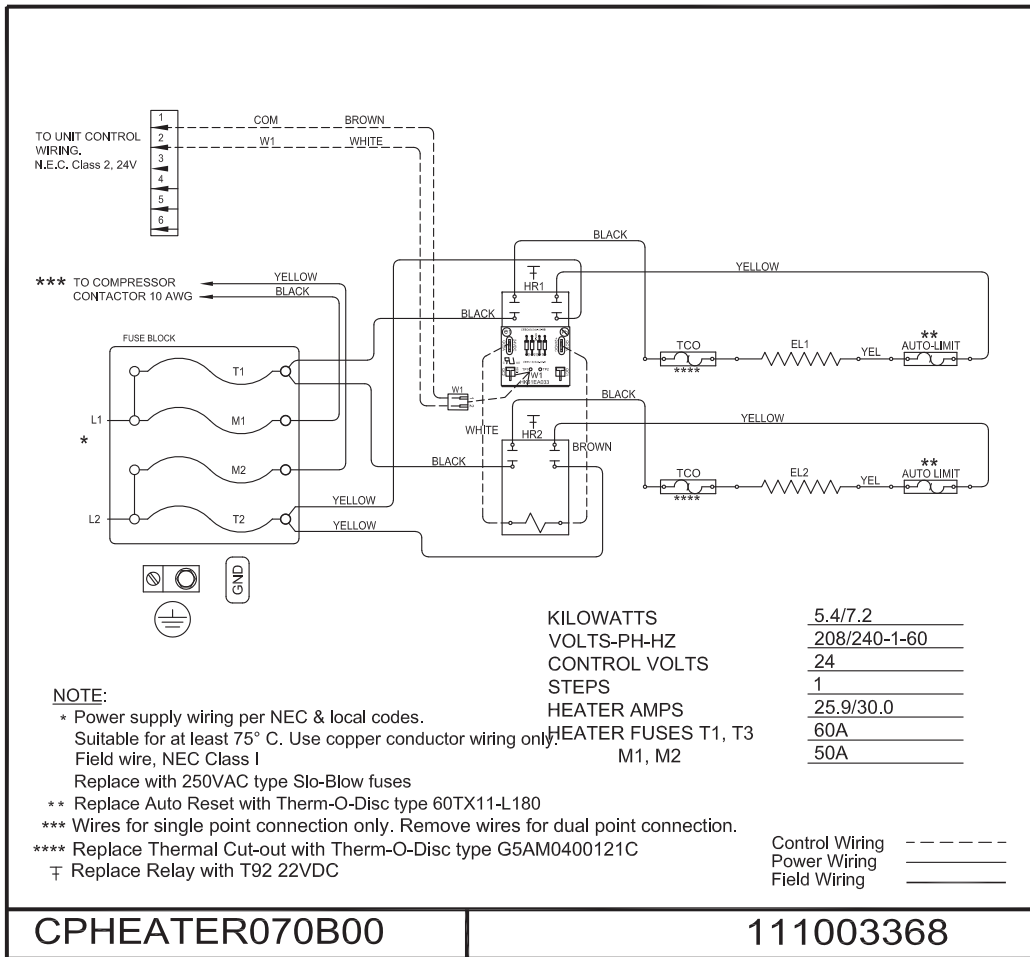 1
COM BROWN
TO UNIT CONTROL
WIRING.
N.E.C. Class 2, 24V
2
W1 WHITE
3
4
5
6
BLACK
*** TO COMPRESSOR
CONTACTOR 10 AWG
YELLOW
BLACK
YELLOW
HR1
BLACK
FUSE BLOCK
T1
TCO
****
EL1
YEL
**
AUTO-LIMIT
W1
W1
BLACK
L1
*
M1
WHITE
HR2
BROWN
YELLOW
BLACK
M2
TCO
****
EL2
YEL
**
AUTO LIMIT
YELLOW
L2
T2
YELLOW
GND
KILOWATTS 5.4/7.2
VOLTS-PH-HZ 208/240-1-60
CONTROL VOLTS 24
STEPS 1
HEATER AMPS 25.9/30.0
HEATER FUSES T1, T3 60A
M1, M2 50A
NOTE:
* Power supply wiring per NEC & local codes.
Suitable for at least 75° C. Use copper conductor wiring only.
Field wire, NEC Class I
Replace with 250VAC type Slo-Blow fuses
** Replace Auto Reset with Therm-O-Disc type 60TX11-L180
*** Wires for single point connection only. Remove wires for dual point connection.
**** Replace Thermal Cut-out with Therm-O-Disc type G5AM0400121C
Replace Relay with T92 22VDC
Control Wiring
Power Wiring
Field Wiring
CPHEATER070B00 111003368